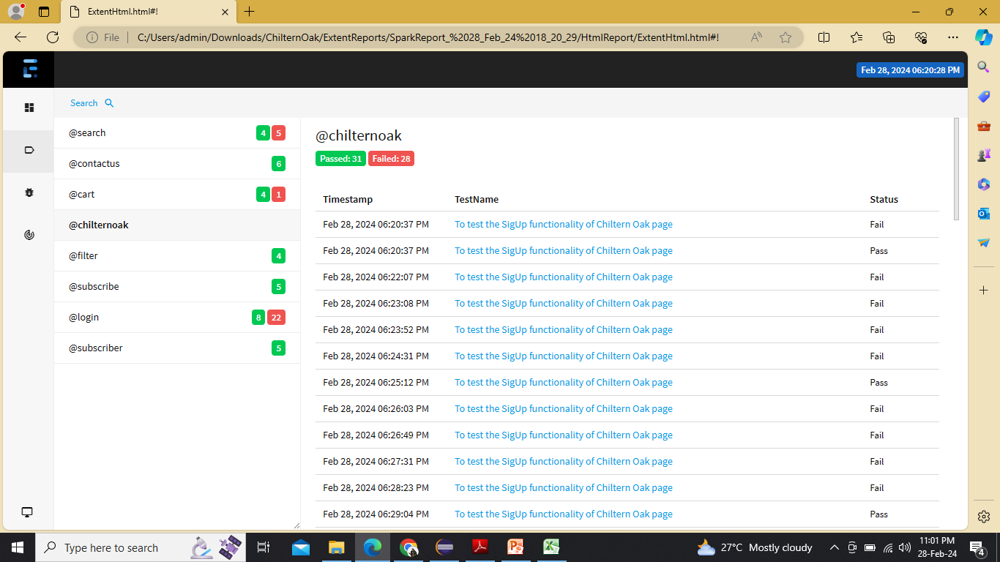 ExtentHtml.html#!
File
C:/Users/admin/Downloads/ChilternOak/ExtentReports/SparkReport_%2028_Feb_24%2018_20_29/HtmlReport/ExtentHtml.html#!
Feb 28, 2024 06:20:28 PM
Search
@search 4 5
@contactus 6
@cart 4 1
@chilternoak
@filter 4
@subscribe 5
@login 8 22
@subscriber 5
@chilternoak
Passed: 31 Failed: 28
Timestamp TestName Status
Feb 28, 2024 06:20:37 PM To test the SigUp functionality of Chiltern Oak page Fail
Feb 28, 2024 06:20:37 PM To test the SigUp functionality of Chiltern Oak page Pass
Feb 28, 2024 06:22:07 PM To test the SigUp functionality of Chiltern Oak page Fail
Feb 28, 2024 06:23:08 PM To test the SigUp functionality of Chiltern Oak page Fail
Feb 28, 2024 06:23:52 PM To test the SigUp functionality of Chiltern Oak page Fail
Feb 28, 2024 06:24:31 PM To test the SigUp functionality of Chiltern Oak page Fail
Feb 28, 2024 06:25:12 PM To test the SigUp functionality of Chiltern Oak page Pass
Feb 28, 2024 06:26:03 PM To test the SigUp functionality of Chiltern Oak page Fail
Feb 28, 2024 06:26:49 PM To test the SigUp functionality of Chiltern Oak page Fail
Feb 28, 2024 06:27:31 PM To test the SigUp functionality of Chiltern Oak page Fail
Feb 28, 2024 06:28:23 PM To test the SigUp functionality of Chiltern Oak page Fail
Feb 28, 2024 06:29:04 PM To test the SigUp functionality of Chiltern Oak page Pass
Type here to search
27°C Mostly cloudy
11:01 PM
28-Feb-24
4